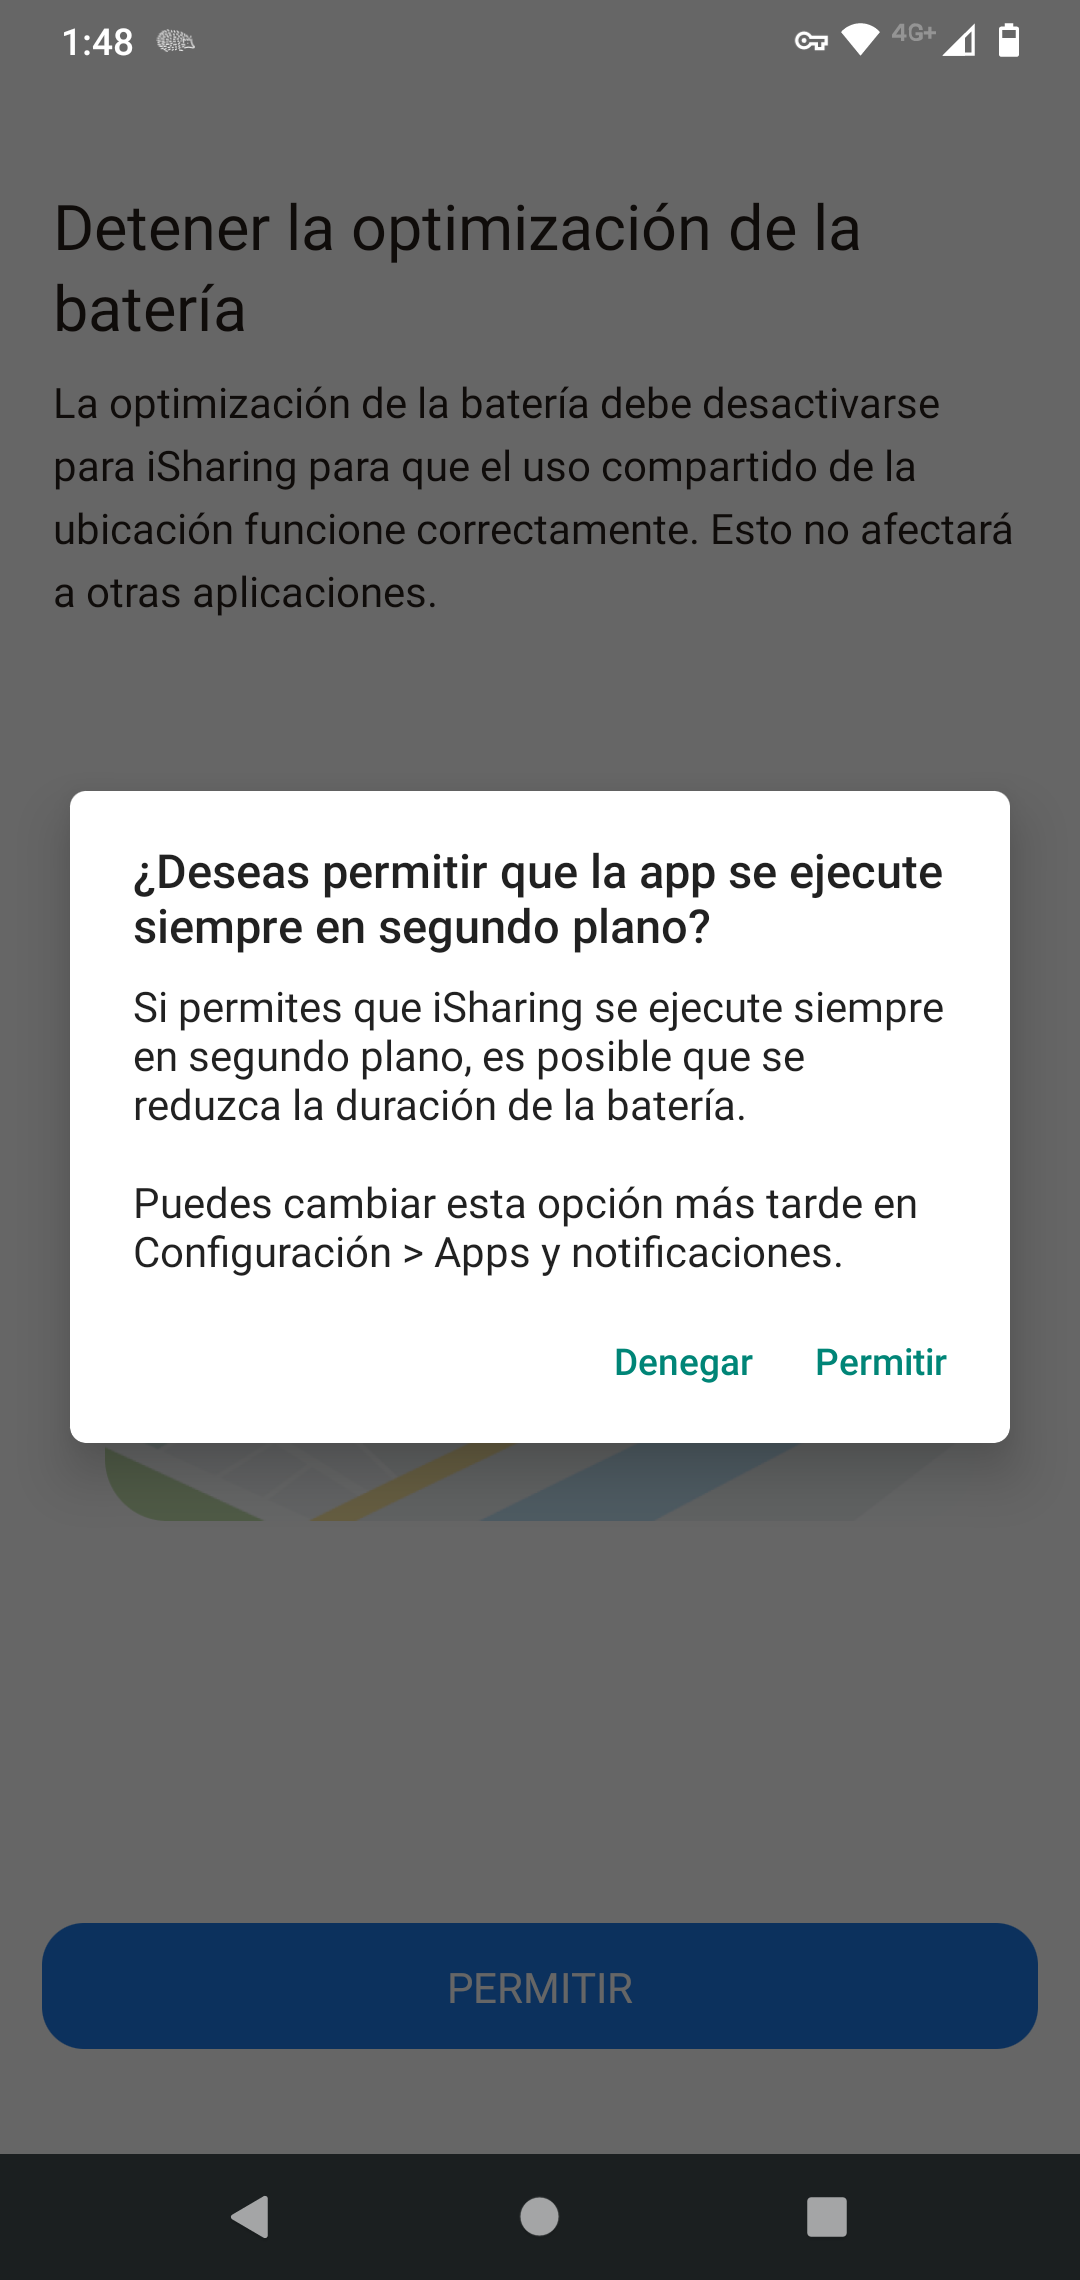 1:48
4G+
Detener la optimización de la
batería
La optimización de la batería debe desactivarse
para iSharing para que el uso compartido de la
ubicación funcione correctamente. Esto no afectará
a otras aplicaciones.
¿Deseas permitir que la app se ejecute
siempre en segundo plano?
Si permites que iSharing se ejecute siempre
en segundo plano, es posible que se
reduzca la duración de la batería.
Puedes cambiar esta opción más tarde en
Configuración > Apps y notificaciones.
Denegar Permitir
PERMITIR